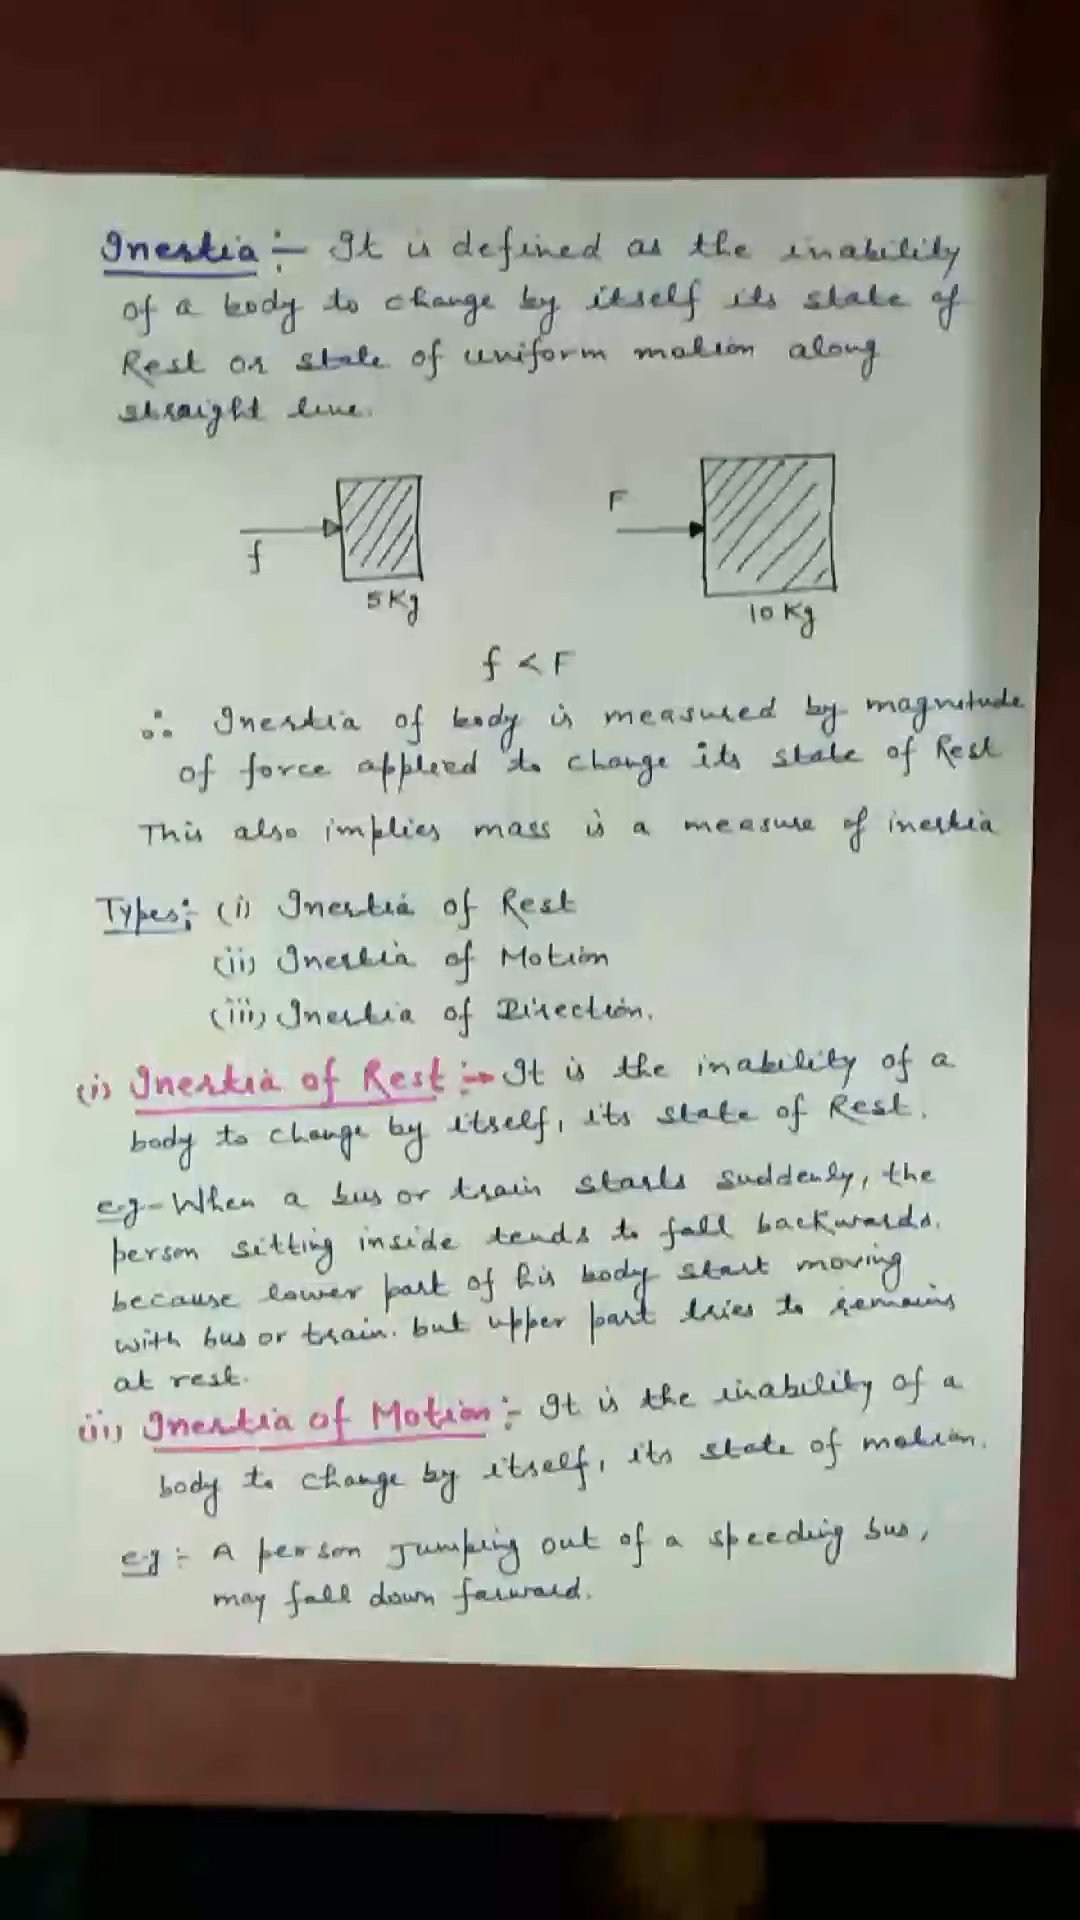 Inertia :- It is defined as the inability
of a body to change by itself its state of
Rest or state of uniform motion along
straight line.
F
f
5 Kg
10 Kg
f < F
∴ Inertia of body is measured by magnitude
of force applied to change its state of Rest
This also implies mass is a measure of inertia
Types:- (i) Inertia of Rest
(ii) Inertia of Motion
(iii) Inertia of Direction.
(i) Inertia of Rest :- It is the inability of a
body to change by itself, its state of Rest.
e.g - When a bus or train starts suddenly, the
person sitting inside tends to fall backwards.
because lower part of his body start moving
with bus or train. but upper part tries to remains
at rest.
(ii) Inertia of Motion :- It is the inability of a
body to change by itself, its state of motion.
e.g :- A person Jumping out of a speeding bus,
may fall down forward.